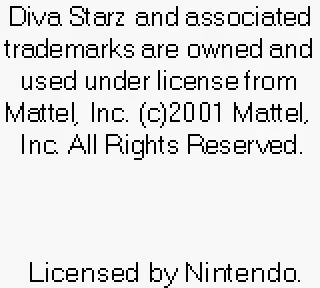 Diva Starz and associated
trademarks are owned and
used under license from
Mattel, Inc. (c)2001 Mattel,
Inc. All Rights Reserved.
Licensed by Nintendo.